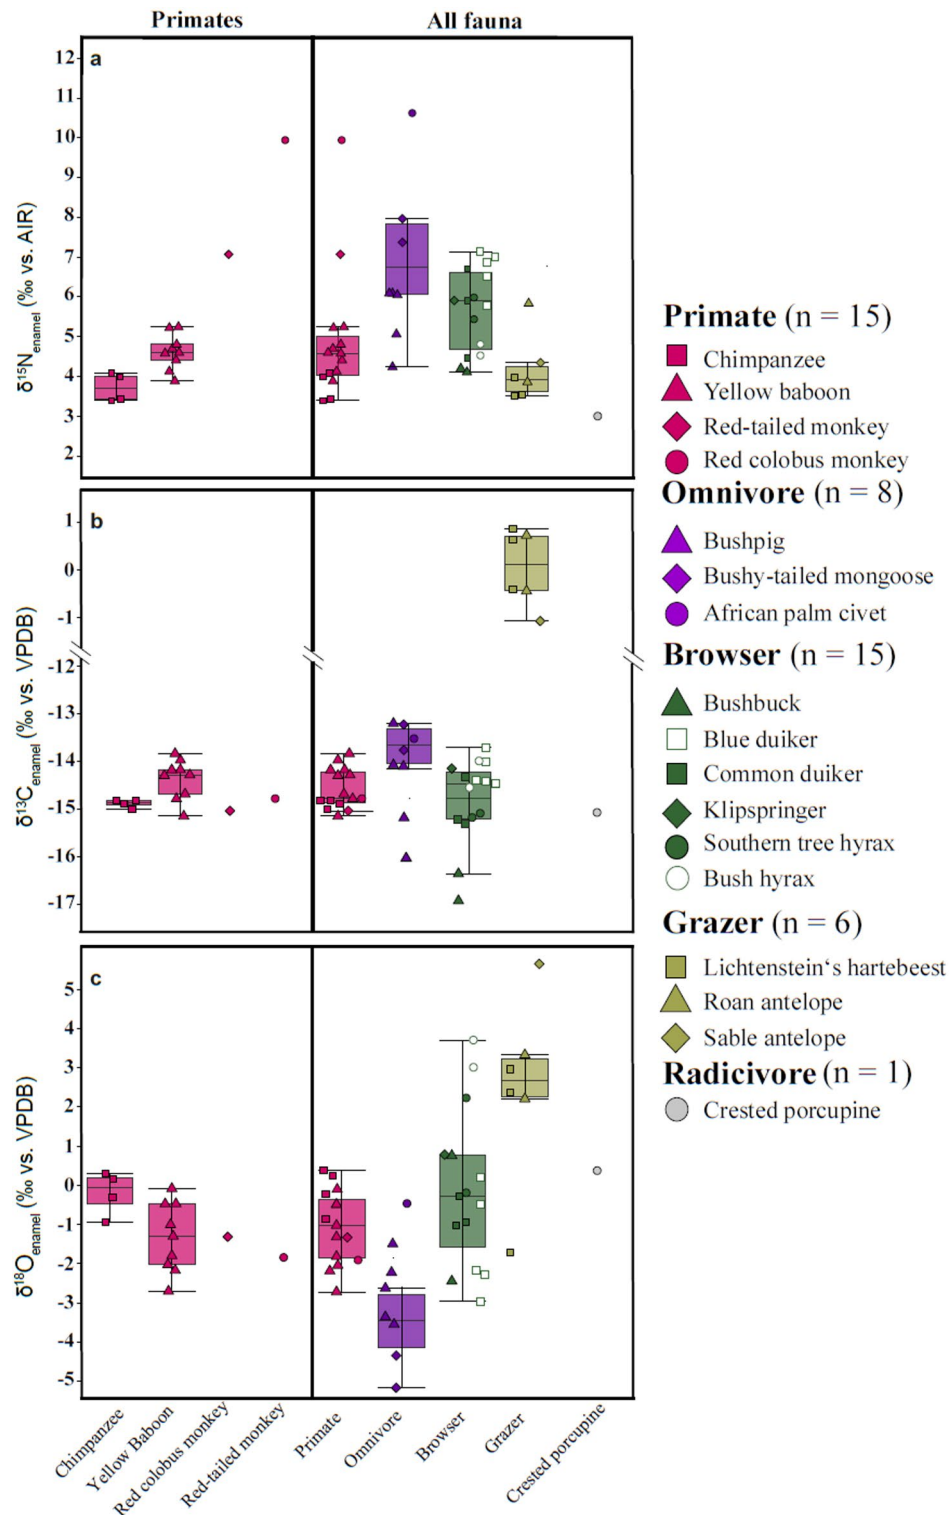 Primates
All fauna
a
12
11
10
9
8
7
6
5
4
3
2
δ¹⁵N_enamel (‰ vs. AIR)
b
1
0
-1
-12
-13
-14
-15
-16
-17
δ¹³C_enamel (‰ vs. VPDB)
c
5
4
3
2
1
0
-1
-2
-3
-4
-5
δ¹⁸O_enamel (‰ vs. VPDB)
Chimpanzee
Yellow Baboon
Red colobus monkey
Red-tailed monkey
Primate
Omnivore
Browser
Grazer
Crested porcupine
Primate (n = 15)
Chimpanzee
Yellow baboon
Red-tailed monkey
Red colobus monkey
Omnivore (n = 8)
Bushpig
Bushy-tailed mongoose
African palm civet
Browser (n = 15)
Bushbuck
Blue duiker
Common duiker
Klipspringer
Southern tree hyrax
Bush hyrax
Grazer (n = 6)
Lichtenstein‘s hartebeest
Roan antelope
Sable antelope
Radicivore (n = 1)
Crested porcupine